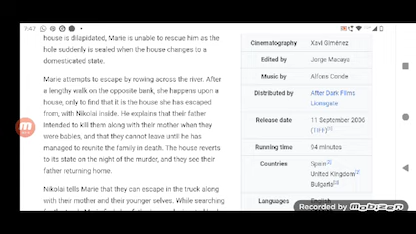 7:47
house is dilapidated, Marie is unable to rescue him as the
hole suddenly is sealed when the house changes to a
domesticated state.
Marie attempts to escape by rowing across the river. After
a lengthy walk on the opposite bank, she happens upon
a house, only to find that it is the house she has escaped
from, with Nikolai inside. He explains that their father
intended to kill them along with their mother when they
were babies, and that they cannot leave until he has
managed to reunite the family in death. The house reverts
to its state on the night of the murder, and they see their
father returning home.
Nikolai tells Marie that they can escape in the truck along
with their mother and their younger selves. While searching
Cinematography Xavi Giménez
Edited by Jorge Macaya
Music by Alfons Conde
Distributed by After Dark Films
Lionsgate
Release date 11 September 2006
(TIFF)
Running time 94 minutes
Countries Spain
United Kingdom
Bulgaria
Languages English
Recorded by Mobizen